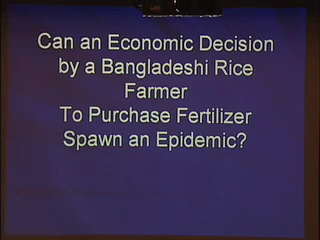 Can an Economic Decision
by a Bangladeshi Rice
Farmer
To Purchase Fertilizer
Spawn an Epidemic?